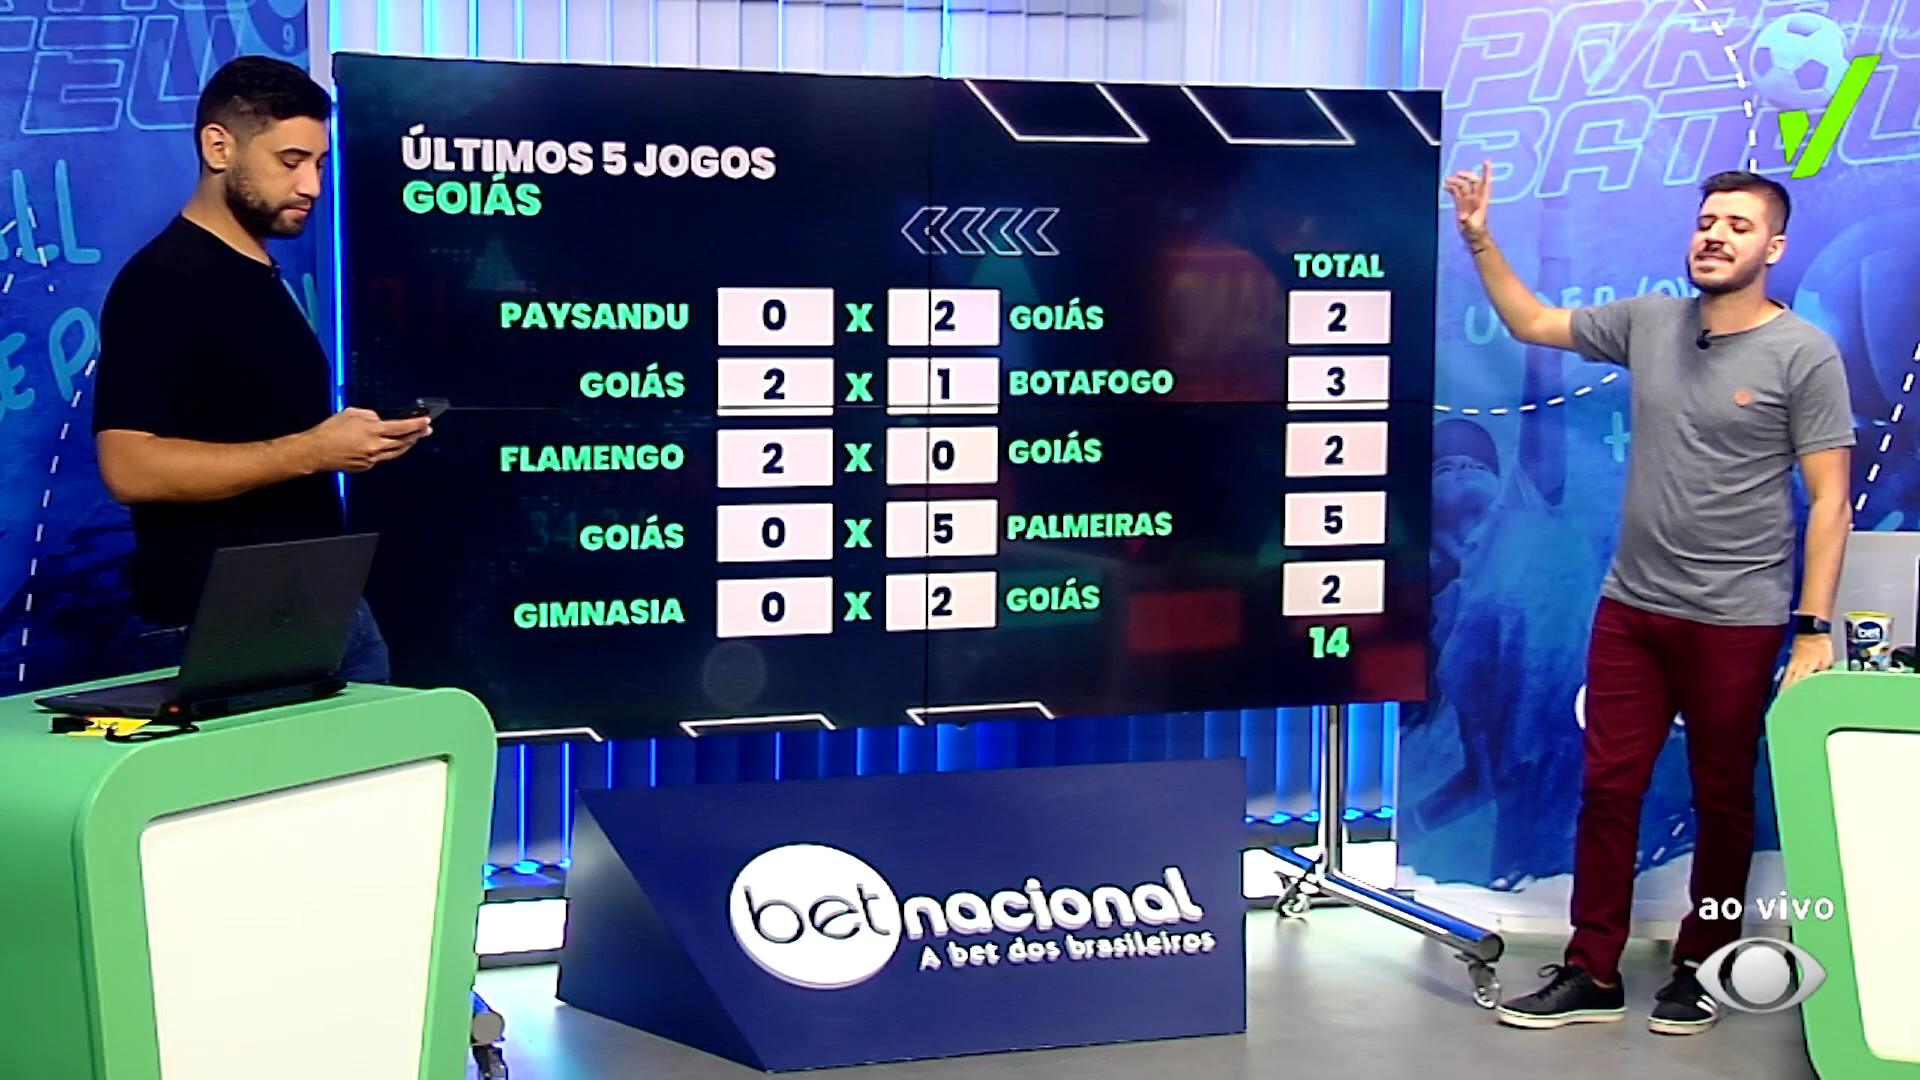 ÚLTIMOS 5 JOGOS
GOIÁS
TOTAL
PAYSANDU 0 X 2 GOIÁS 2
GOIÁS 2 X 1 BOTAFOGO 3
FLAMENGO 2 X 0 GOIÁS 2
GOIÁS 0 X 5 PALMEIRAS 5
GIMNASIA 0 X 2 GOIÁS 2
14
betnacional
A bet dos brasileiros
ao vivo
bet